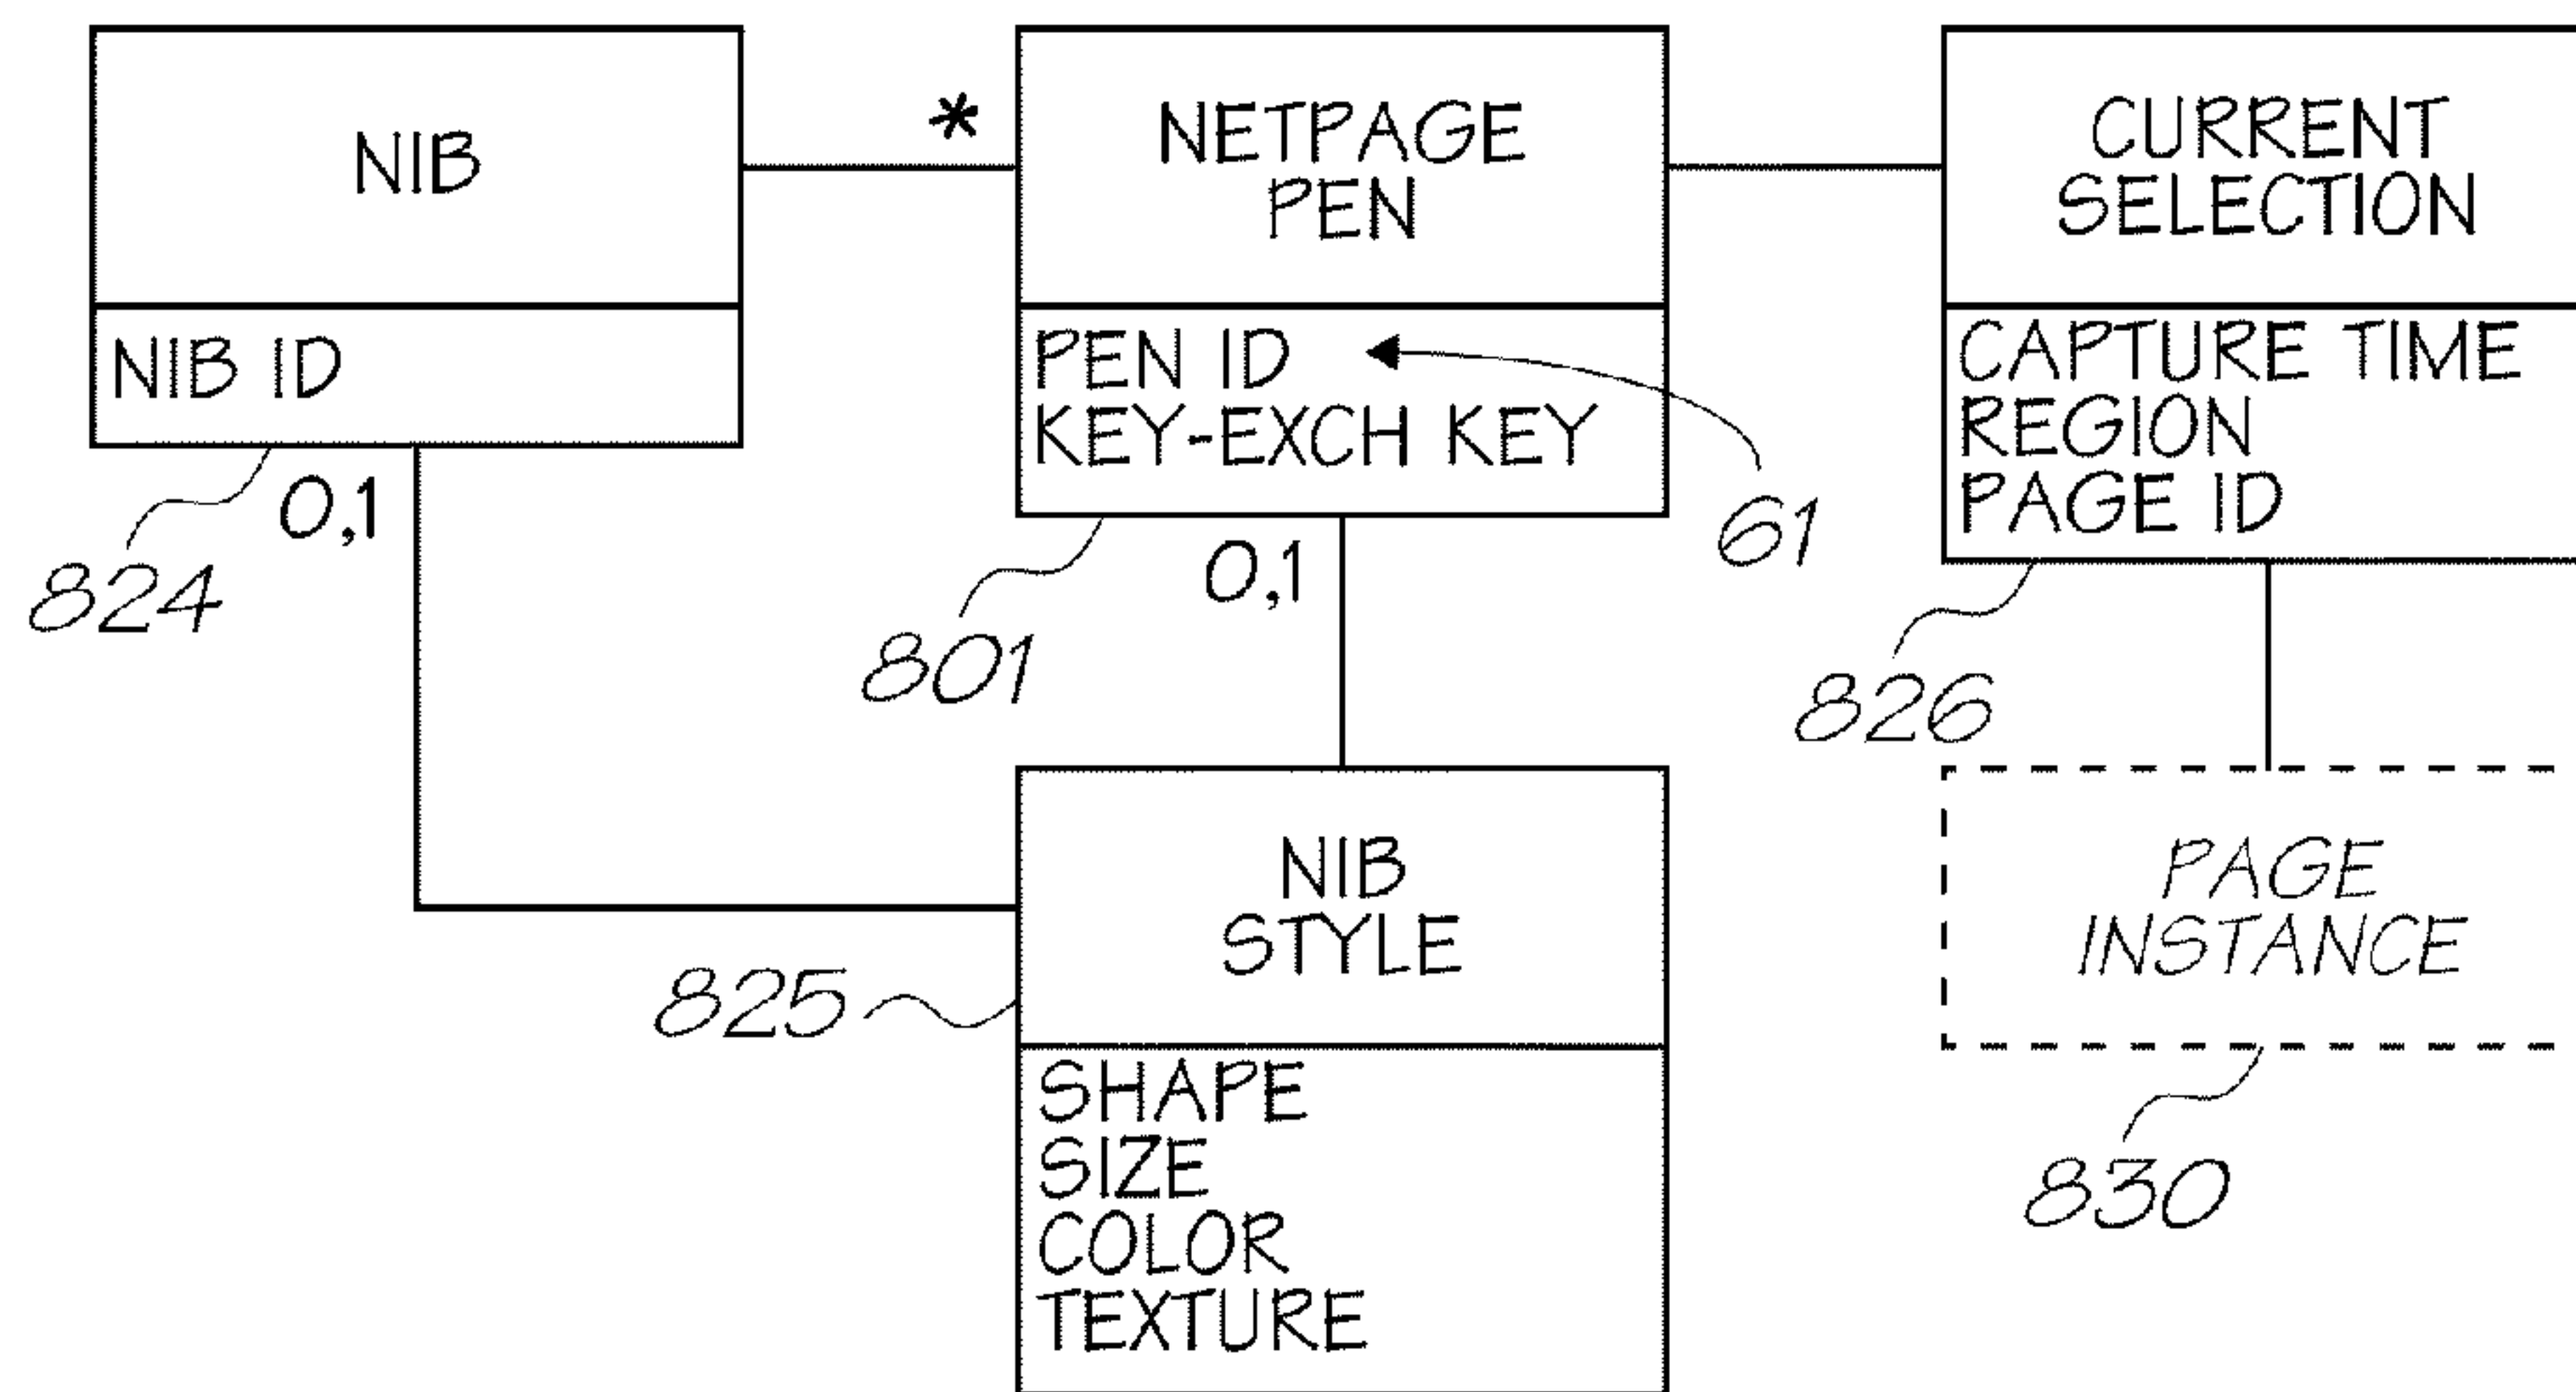 NIB
NIB ID
824
0,1
*
NETPAGE
PEN
PEN ID
KEY-EXCH KEY
61
801
0,1
CURRENT
SELECTION
CAPTURE TIME
REGION
PAGE ID
826
NIB
STYLE
825
SHAPE
SIZE
COLOR
TEXTURE
PAGE
INSTANCE
830